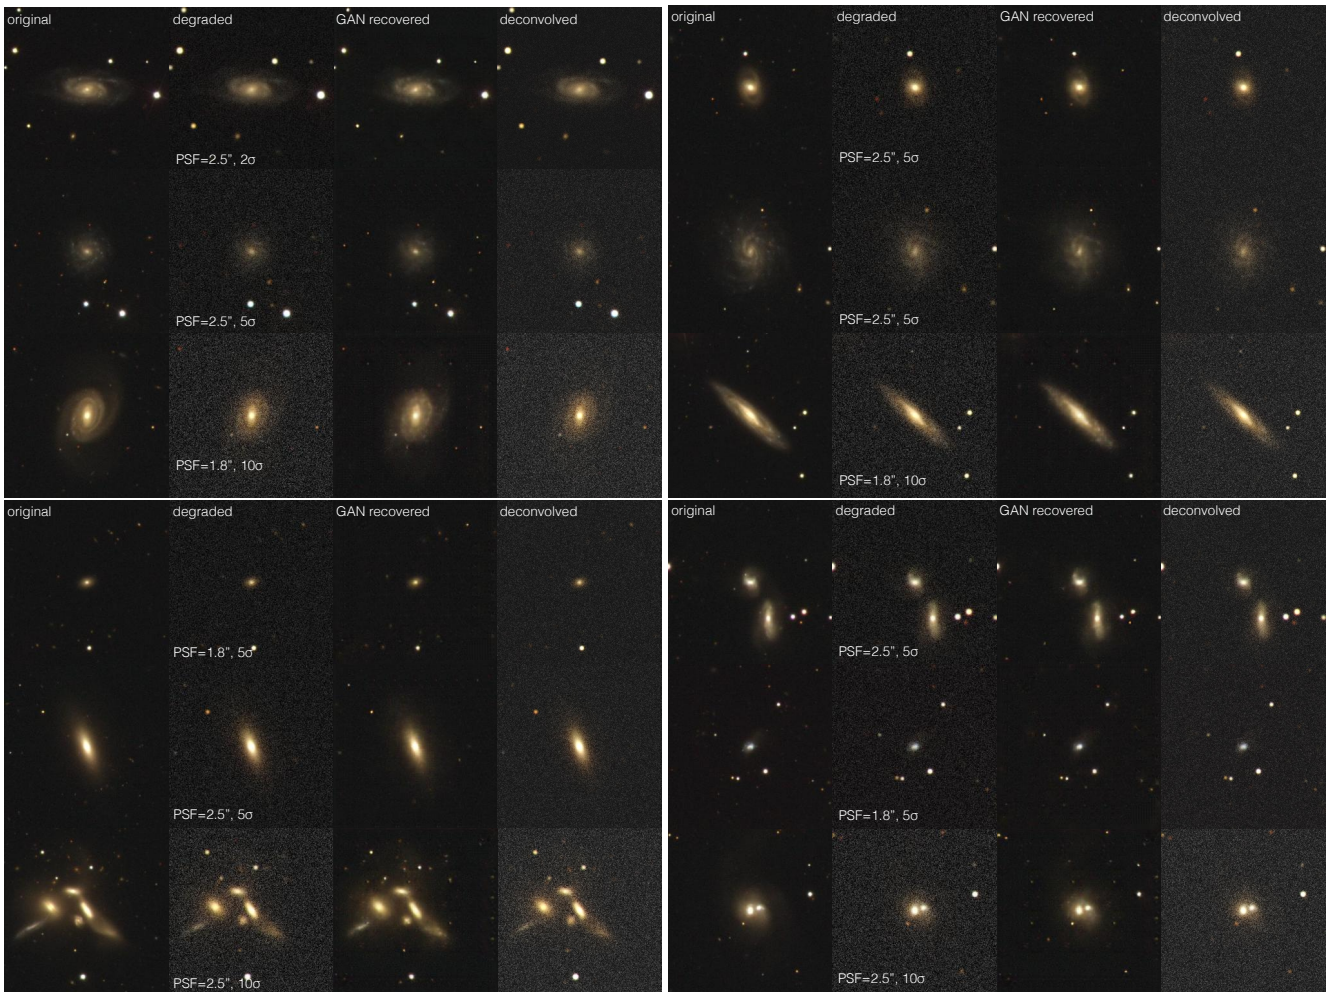 original degraded GAN recovered deconvolved
PSF=2.5", 2σ
PSF=2.5", 5σ
PSF=1.8", 10σ
original degraded GAN recovered deconvolved
PSF=2.5", 5σ
PSF=2.5", 5σ
PSF=1.8", 10σ
original degraded GAN recovered deconvolved
PSF=1.8", 5σ
PSF=2.5", 5σ
PSF=2.5", 10σ
original degraded GAN recovered deconvolved
PSF=2.5", 5σ
PSF=1.8", 5σ
PSF=2.5", 10σ